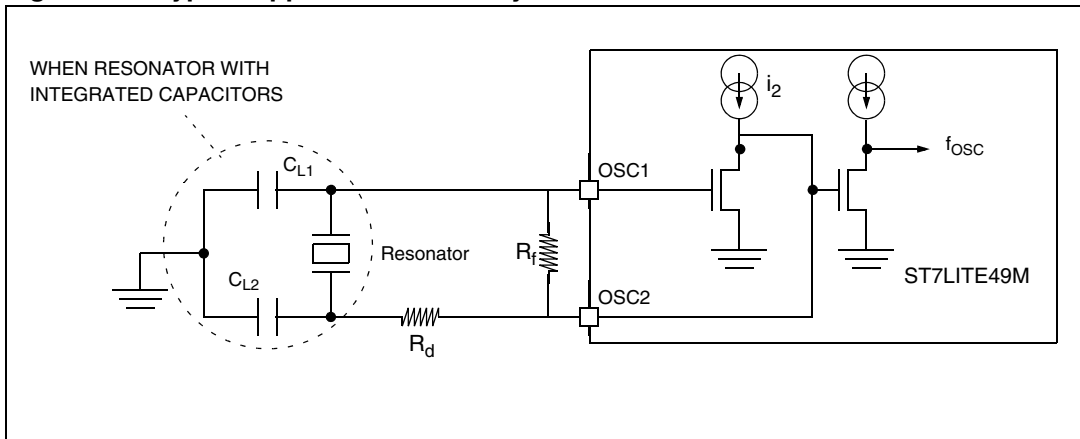 WHEN RESONATOR WITH
INTEGRATED CAPACITORS
i2
fOSC
CL1
OSC1
Resonator
Rf
ST7LITE49M
CL2
OSC2
Rd